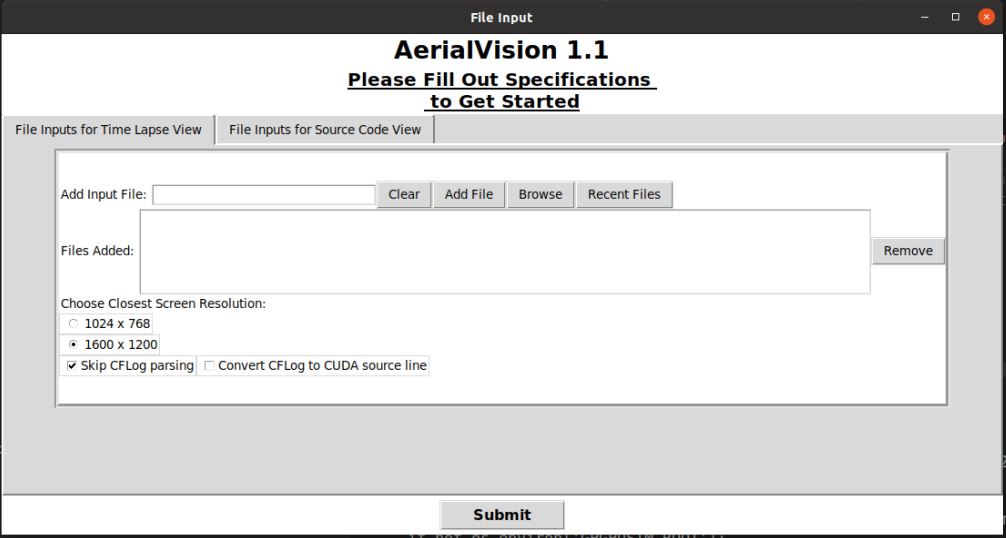 File Input
AerialVision 1.1
Please Fill Out Specifications
to Get Started
File Inputs for Time Lapse View File Inputs for Source Code View
Add Input File: Clear Add File Browse Recent Files
Files Added: Remove
Choose Closest Screen Resolution:
1024 x 768
1600 x 1200
Skip CFLog parsing Convert CFLog to CUDA source line
Submit